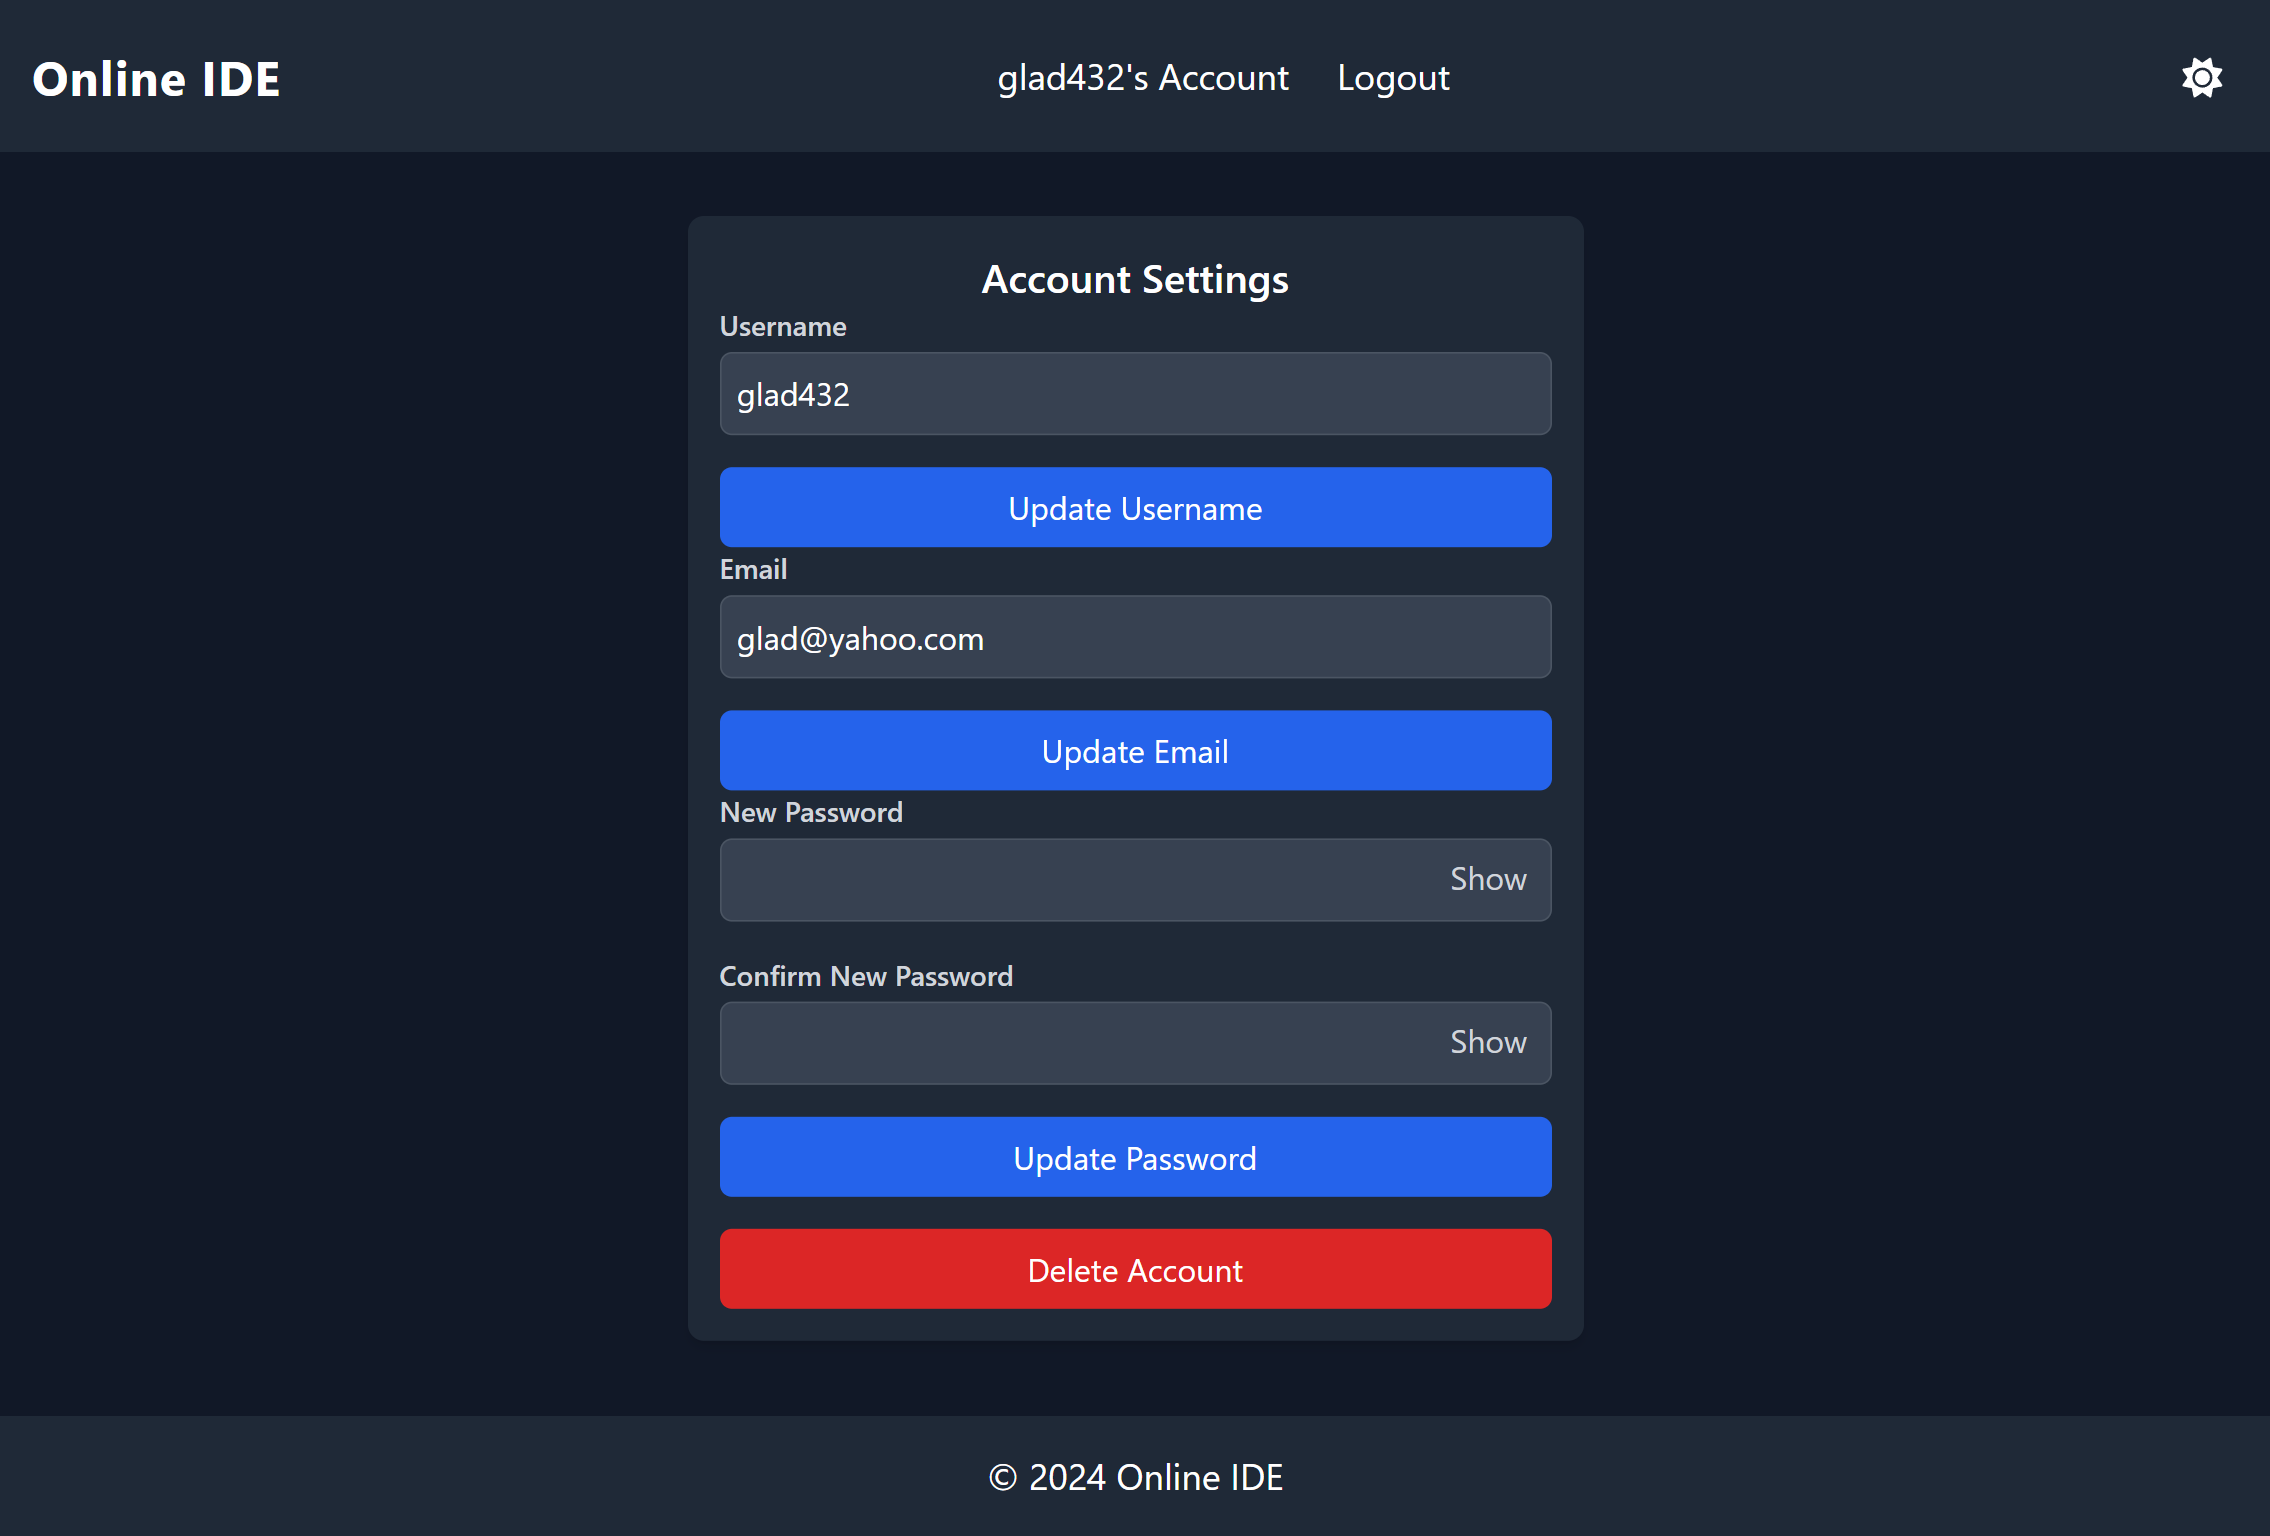 Online IDE
glad432's Account
Logout
Account Settings
Username
glad432
Update Username
Email
glad@yahoo.com
Update Email
New Password
Show
Confirm New Password
Show
Update Password
Delete Account
© 2024 Online IDE